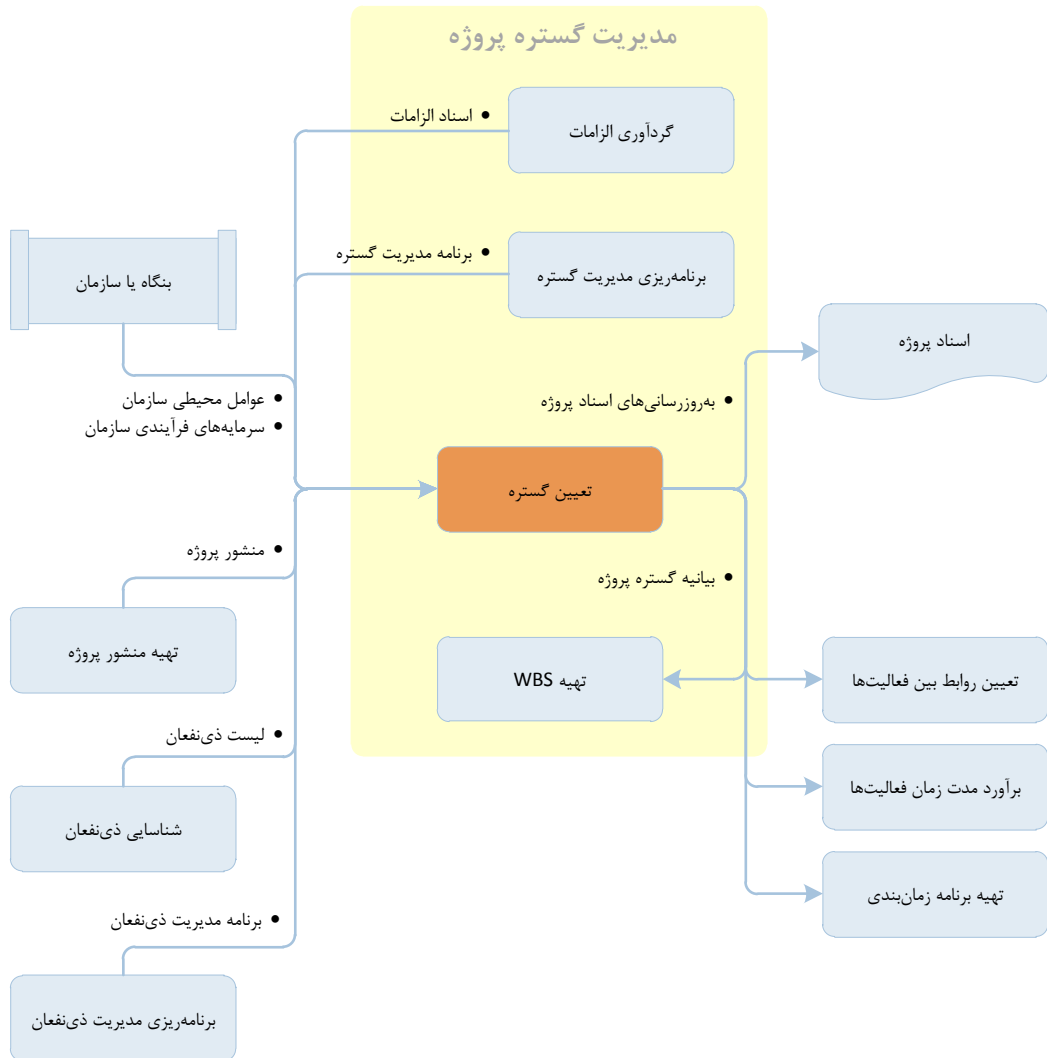 مدیریت گستره پروژه
اسناد الزامات
گردآوری الزامات
برنامه مدیریت گستره
برنامه‌ریزی مدیریت گستره
بنگاه یا سازمان
اسناد پروژه
عوامل محیطی سازمان
سرمایه‌های فرآیندی سازمان
به‌روزرسانی‌های اسناد پروژه
تعیین گستره
منشور پروژه
بیانیه گستره پروژه
تهیه منشور پروژه
تهیه WBS
تعیین روابط بین فعالیت‌ها
لیست ذی‌نفعان
برآورد مدت زمان فعالیت‌ها
شناسایی ذی‌نفعان
تهیه برنامه زمان‌بندی
برنامه مدیریت ذی‌نفعان
برنامه‌ریزی مدیریت ذی‌نفعان